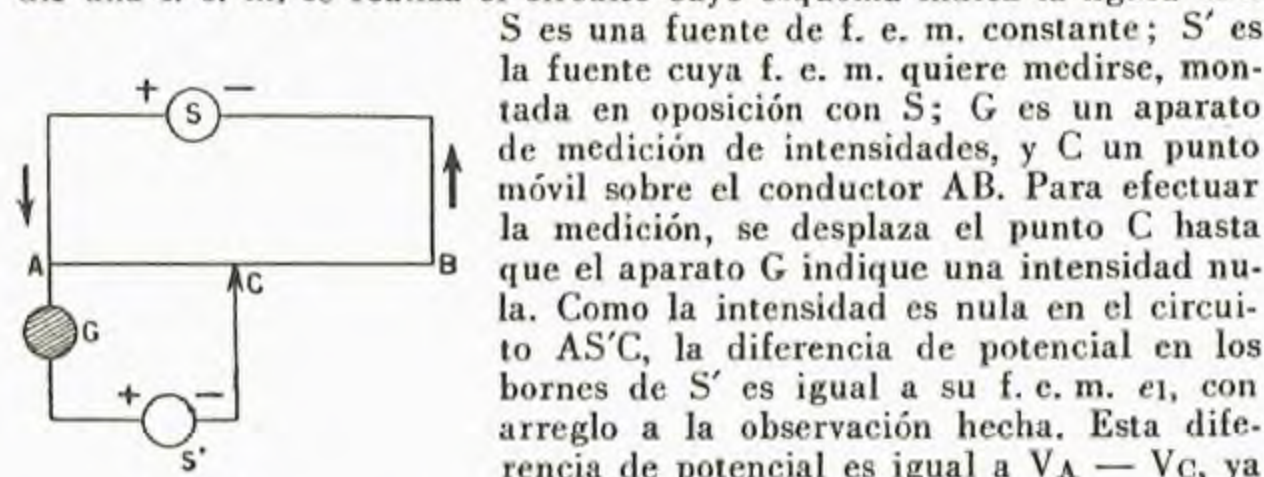 S es una fuente de f. e. m. constante; S′ es
la fuente cuya f. e. m. quiere medirse, mon-
tada en oposición con S; G es un aparato
de medición de intensidades, y C un punto
móvil sobre el conductor AB. Para efectuar
la medición, se desplaza el punto C hasta
que el aparato G indique una intensidad nu-
la. Como la intensidad es nula en el circui-
to AS′C, la diferencia de potencial en los
bornes de S′ es igual a su f. e. m. e1, con
arreglo a la observación hecha. Esta dife-
rencia de potencial es igual a VA — VC, ya
+ S —
A
C
B
G
+ —
S'